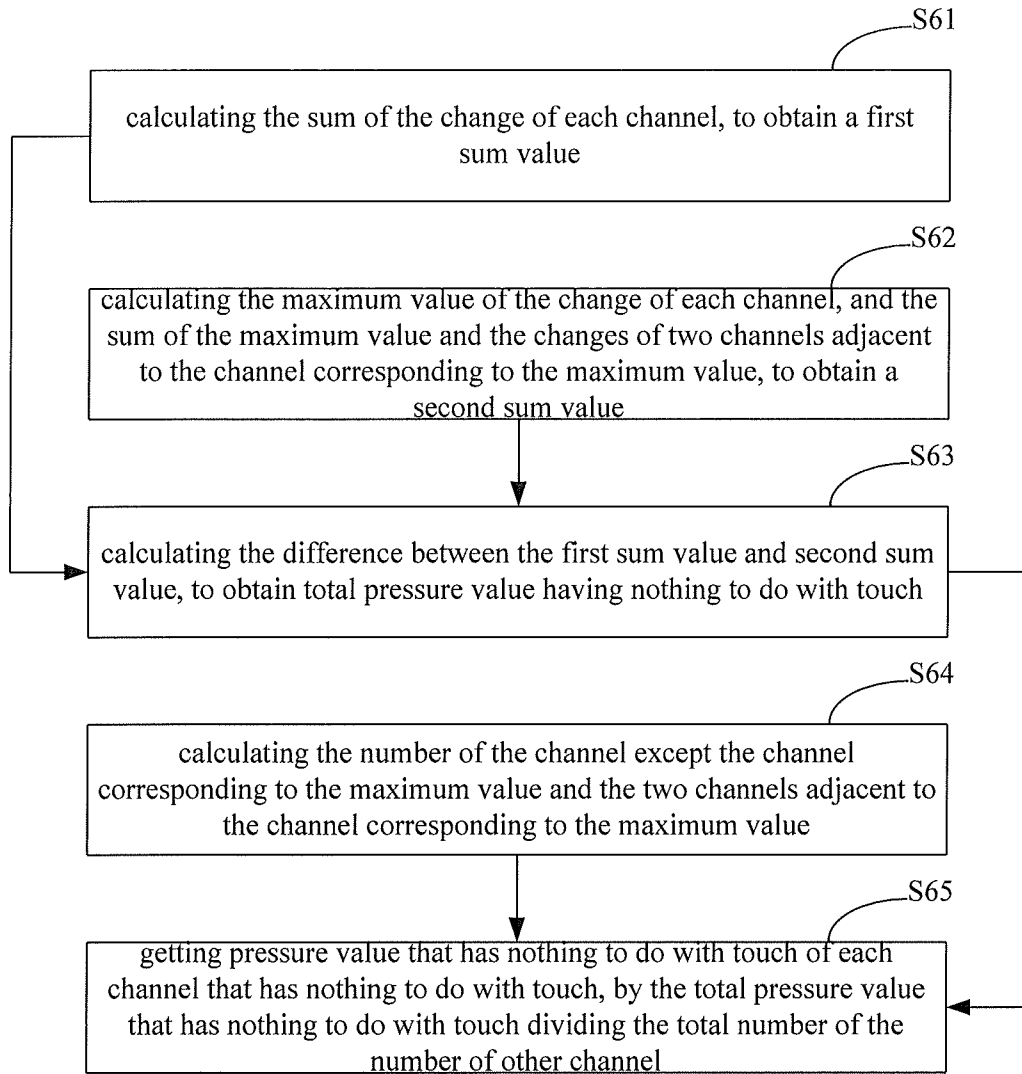 S61
calculating the sum of the change of each channel, to obtain a first
sum value
S62
calculating the maximum value of the change of each channel, and the
sum of the maximum value and the changes of two channels adjacent
to the channel corresponding to the maximum value, to obtain a
second sum value
S63
calculating the difference between the first sum value and second sum
value, to obtain total pressure value having nothing to do with touch
S64
calculating the number of the channel except the channel
corresponding to the maximum value and the two channels adjacent to
the channel corresponding to the maximum value
S65
getting pressure value that has nothing to do with touch of each
channel that has nothing to do with touch, by the total pressure value
that has nothing to do with touch dividing the total number of the
number of other channel